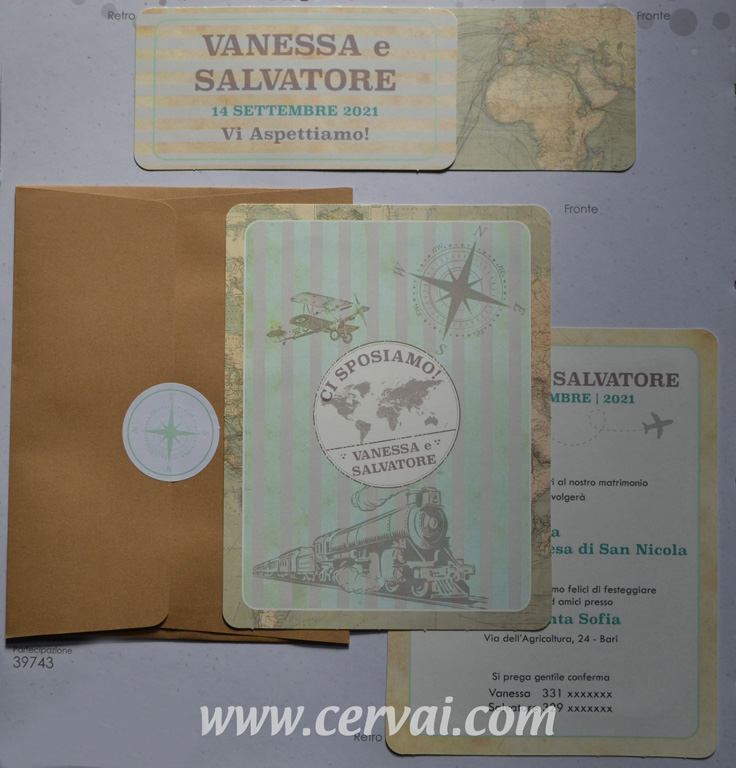 Retro
Fronte
VANESSA e
SALVATORE
14 SETTEMBRE 2021
Vi Aspettiamo!
Fronte
N
W
E
S
CI SPOSIAMO!
VANESSA e
SALVATORE
SALVATORE
MBRE | 2021
ri al nostro matrimonio
volgerà
a
esa di San Nicola
mo felici di festeggiare
d amici presso
nta Sofia
Via dell'Agricoltura, 24 - Bari
Si prega gentile conferma
Vanessa 331 xxxxxxx
Salvatore 329 xxxxxxx
Partecipazione
39743
www.cervai.com
Retro